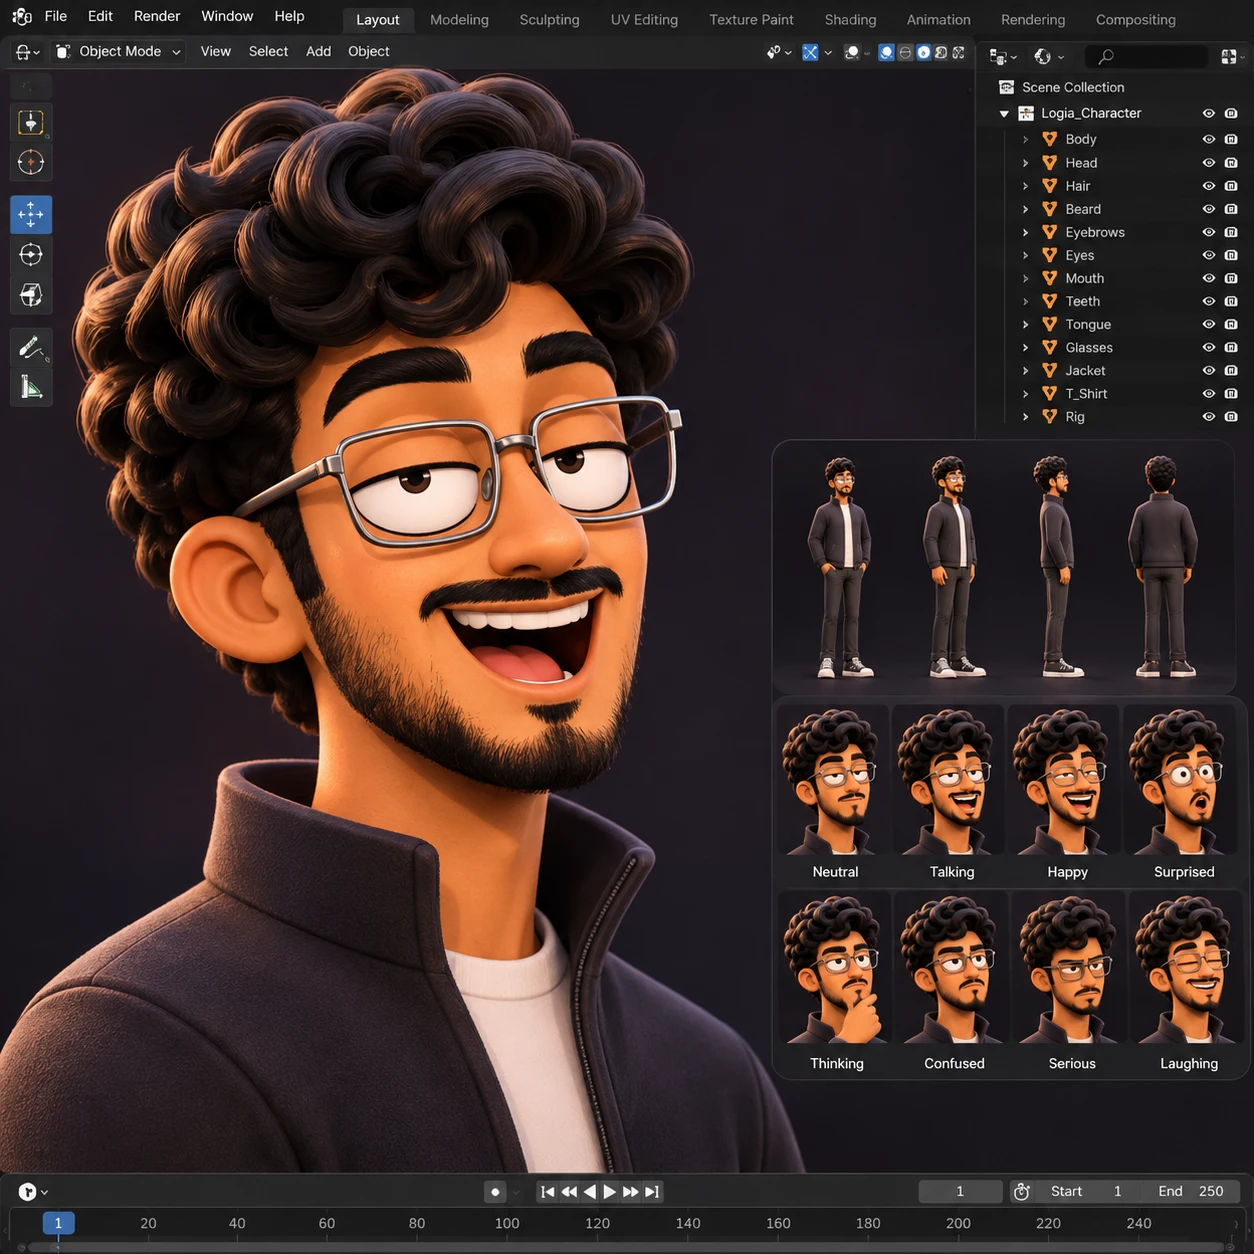 File Edit Render Window Help Layout Modeling Sculpting UV Editing Texture Paint Shading Animation Rendering Compositing
Object Mode View Select Add Object
Scene Collection
Logia_Character
Body
Head
Hair
Beard
Eyebrows
Eyes
Mouth
Teeth
Tongue
Glasses
Jacket
T_Shirt
Rig
Neutral Talking Happy Surprised
Thinking Confused Serious Laughing
1 Start 1 End 250
1 20 40 60 80 100 120 140 160 180 200 220 240